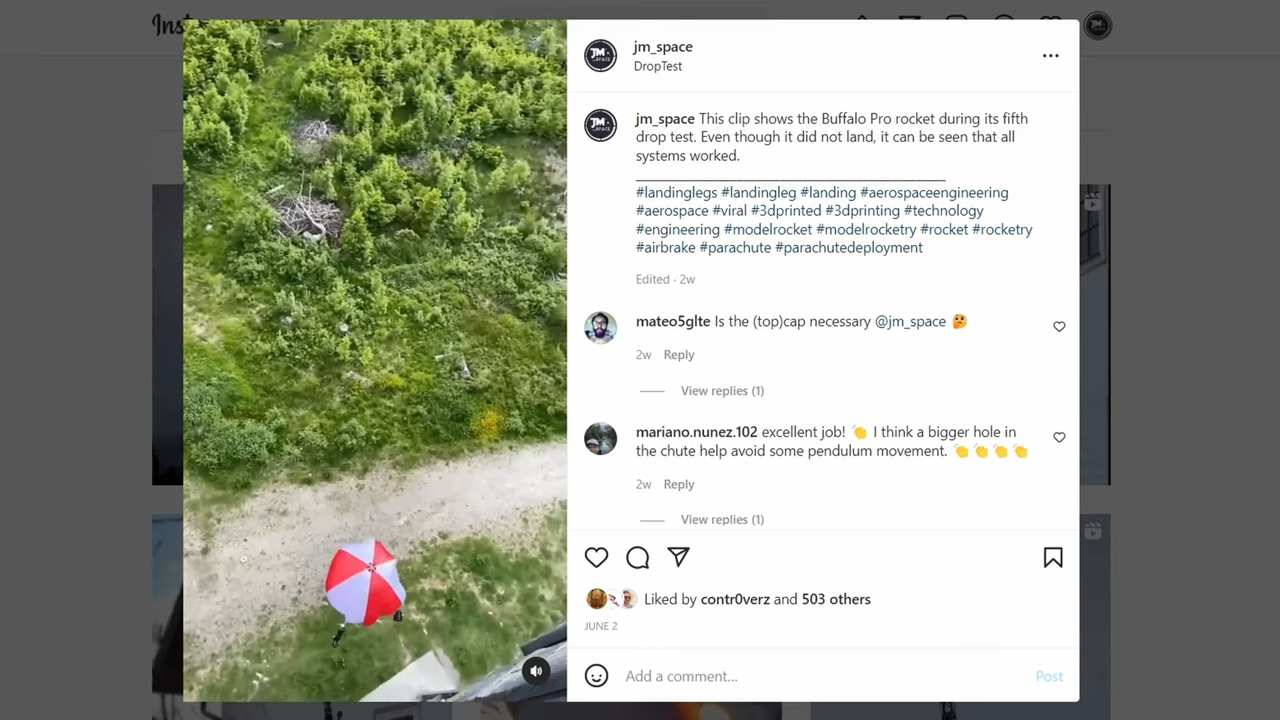 Inst
jm_space
DropTest
jm_space This clip shows the Buffalo Pro rocket during its fifth
drop test. Even though it did not land, it can be seen that all
systems worked.
#landinglegs #landingleg #landing #aerospaceengineering
#aerospace #viral #3dprinted #3dprinting #technology
#engineering #modelrocket #modelrocketry #rocket #rocketry
#airbrake #parachute #parachutedeployment
Edited · 2w
mateo5glte Is the (top)cap necessary @jm_space 🤔
2w Reply
View replies (1)
mariano.nunez.102 excellent job! 👏 I think a bigger hole in
the chute help avoid some pendulum movement. 👏👏👏👏
2w Reply
View replies (1)
Liked by contr0verz and 503 others
JUNE 2
Add a comment...
Post